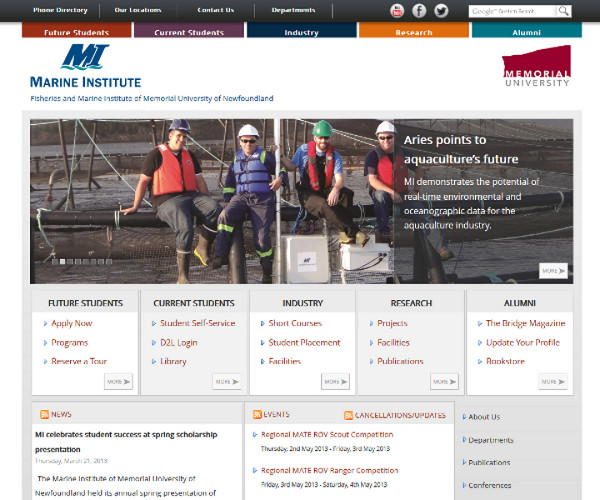 Phone Directory Our Locations Contact Us Departments Google™ Custom Search
Future Students Current Students Industry Research Alumni
MI
MARINE INSTITUTE
Fisheries and Marine Institute of Memorial University of Newfoundland
MEMORIAL
UNIVERSITY
Aries points to
aquaculture's future
MI demonstrates the potential of
real-time environmental and
oceanographic data for the
aquaculture industry.
MORE
FUTURE STUDENTS CURRENT STUDENTS INDUSTRY RESEARCH ALUMNI
Apply Now Student Self-Service Short Courses Projects The Bridge Magazine
Programs D2L Login Student Placement Facilities Update Your Profile
Reserve a Tour Library Facilities Publications Bookstore
MORE MORE MORE MORE MORE
NEWS
MI celebrates student success at spring scholarship
presentation
Thursday, March 21, 2013
The Marine Institute of Memorial University of
Newfoundland held its annual spring presentation of
EVENTS CANCELLATIONS/UPDATES
Regional MATE ROV Scout Competition
Thursday, 2nd May 2013 - Friday, 3rd May 2013
Regional MATE ROV Ranger Competition
Friday, 3rd May 2013 - Saturday, 4th May 2013
About Us
Departments
Publications
Conferences